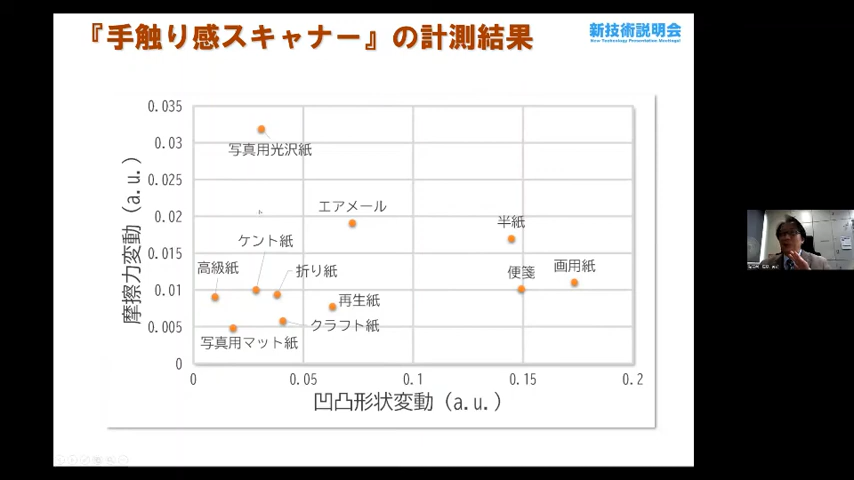 『手触り感スキャナー』の計測結果
新技術説明会
New Technology Presentation Meetings!
0.035
0.03
0.025
0.02
0.015
0.01
0.005
0
摩擦力変動（a.u.）
写真用光沢紙
エアメール
半紙
ケント紙
高級紙
折り紙
便箋
画用紙
再生紙
クラフト紙
写真用マット紙
0
0.05
0.1
0.15
0.2
凹凸形状変動（a.u.）